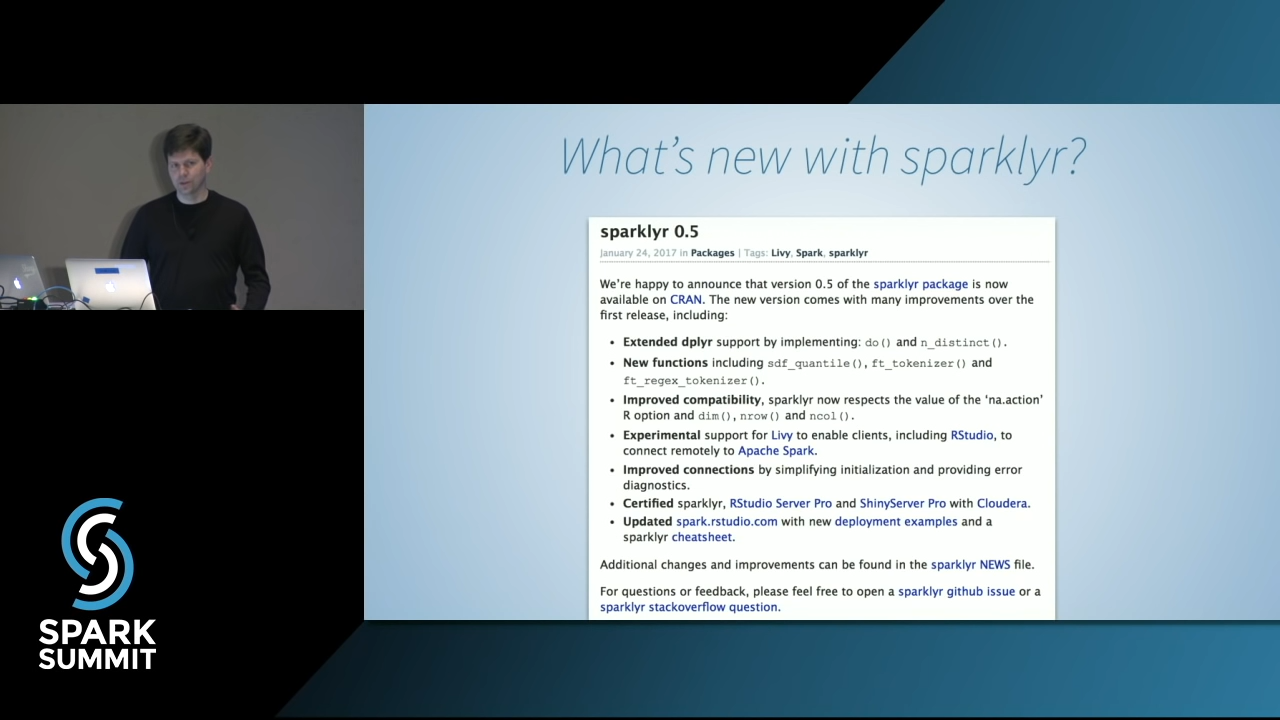 What's new with sparklyr?
sparklyr 0.5
January 24, 2017 in Packages | Tags: Livy, Spark, sparklyr
We're happy to announce that version 0.5 of the sparklyr package is now
available on CRAN. The new version comes with many improvements over the
first release, including:
• Extended dplyr support by implementing: do() and n_distinct().
• New functions including sdf_quantile(), ft_tokenizer() and
ft_regex_tokenizer().
• Improved compatibility, sparklyr now respects the value of the 'na.action'
R option and dim(), nrow() and ncol().
• Experimental support for Livy to enable clients, including RStudio, to
connect remotely to Apache Spark.
• Improved connections by simplifying initialization and providing error
diagnostics.
• Certified sparklyr, RStudio Server Pro and ShinyServer Pro with Cloudera.
• Updated spark.rstudio.com with new deployment examples and a
sparklyr cheatsheet.
Additional changes and improvements can be found in the sparklyr NEWS file.
For questions or feedback, please feel free to open a sparklyr github issue or a
sparklyr stackoverflow question.
SPARK
SUMMIT